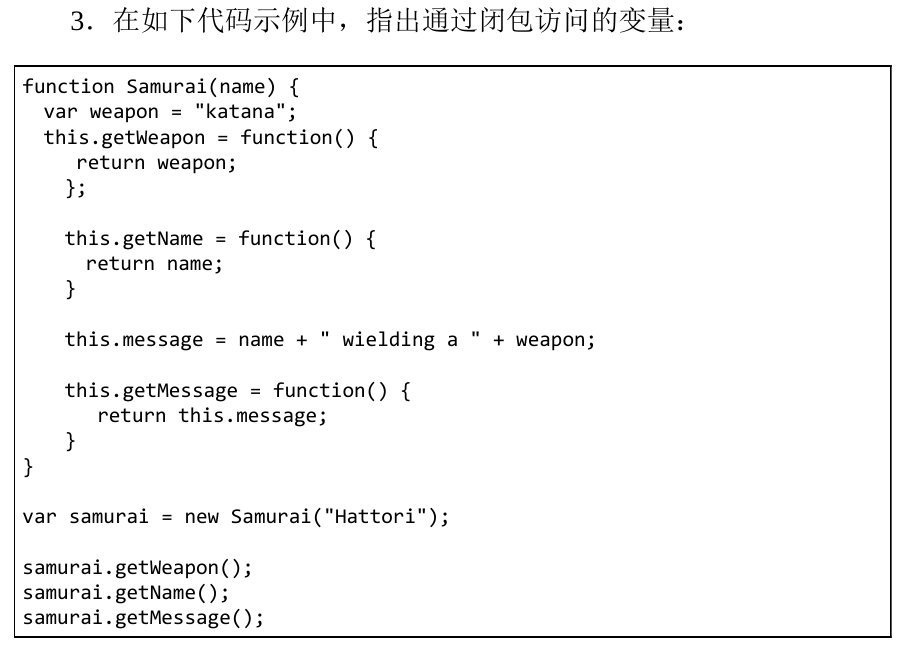 3．在如下代码示例中，指出通过闭包访问的变量：
function Samurai(name) {
  var weapon = "katana";
  this.getWeapon = function() {
     return weapon;
    };
    this.getName = function() {
      return name;
    }
    this.message = name + " wielding a " + weapon;
    this.getMessage = function() {
       return this.message;
    }
}
var samurai = new Samurai("Hattori");
samurai.getWeapon();
samurai.getName();
samurai.getMessage();